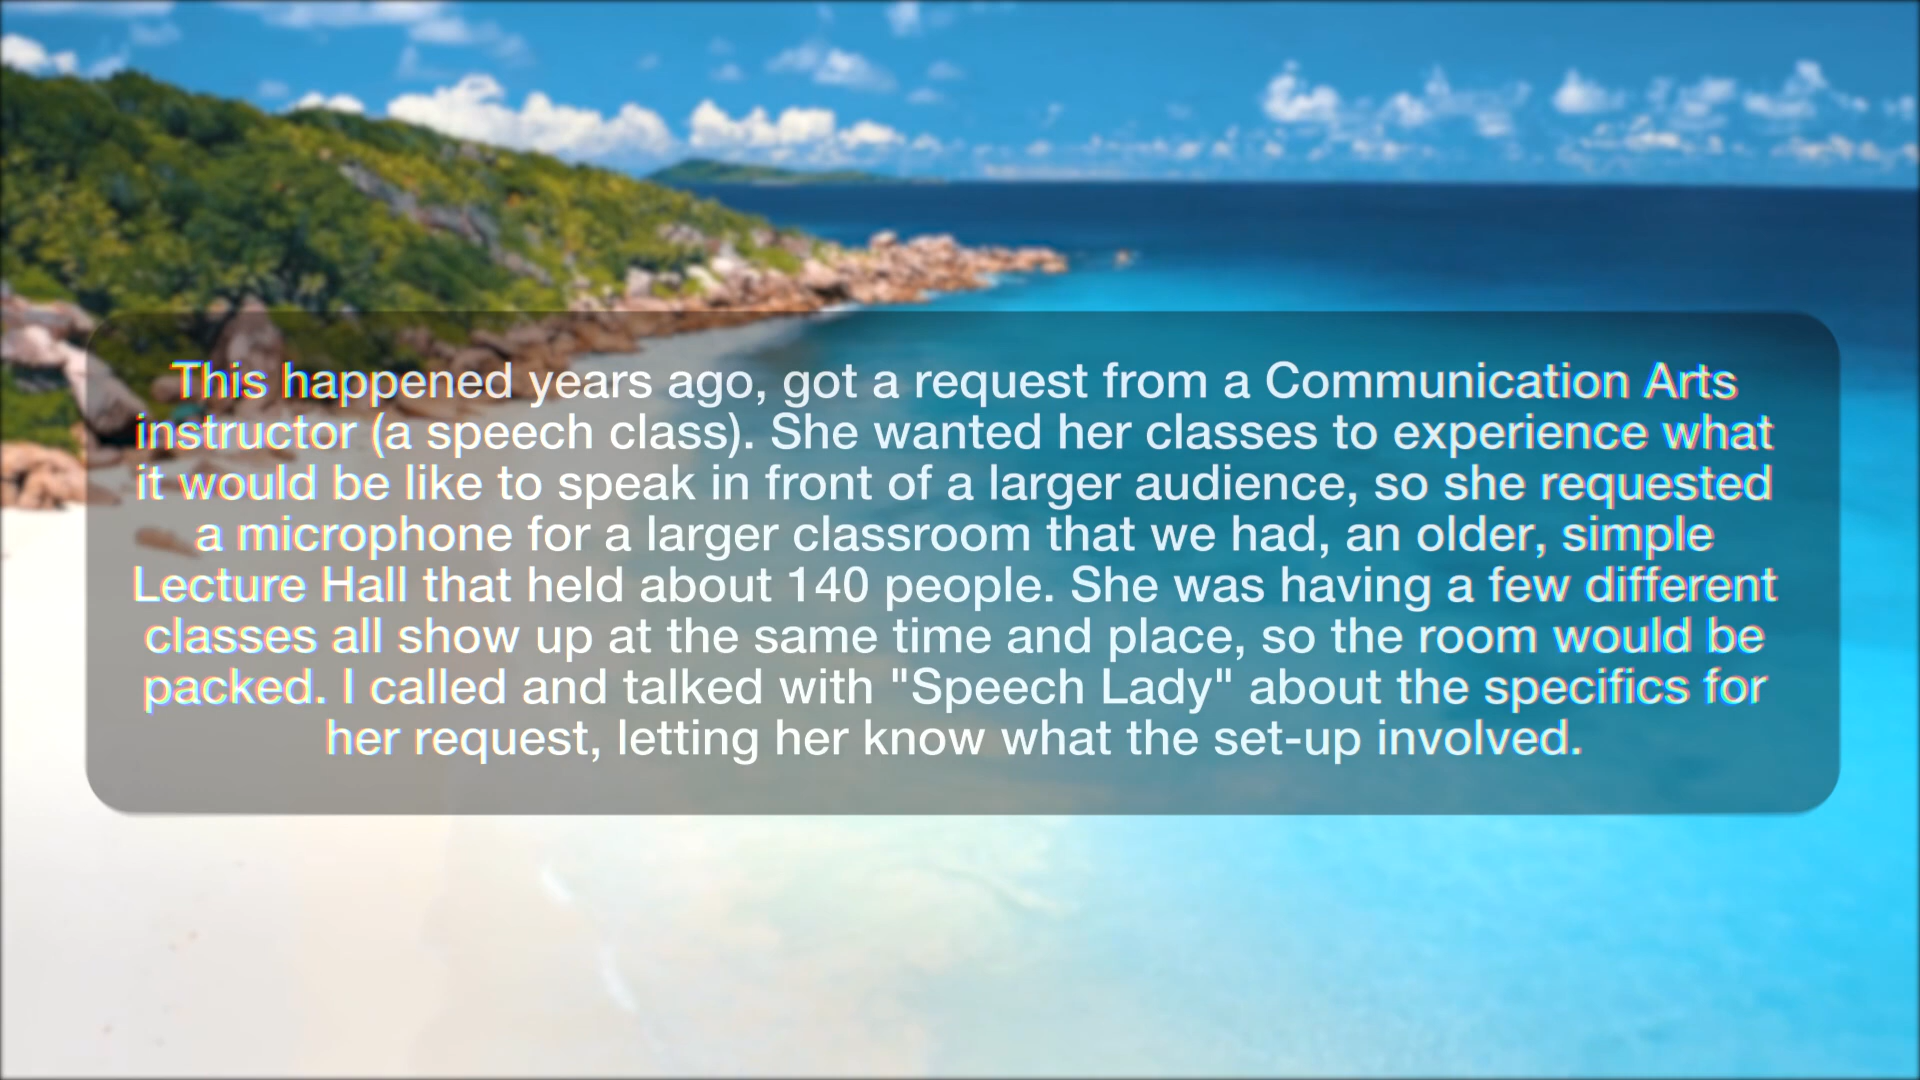 This happened years ago, got a request from a Communication Arts
instructor (a speech class). She wanted her classes to experience what
it would be like to speak in front of a larger audience, so she requested
a microphone for a larger classroom that we had, an older, simple
Lecture Hall that held about 140 people. She was having a few different
classes all show up at the same time and place, so the room would be
packed. I called and talked with "Speech Lady" about the specifics for
her request, letting her know what the set-up involved.